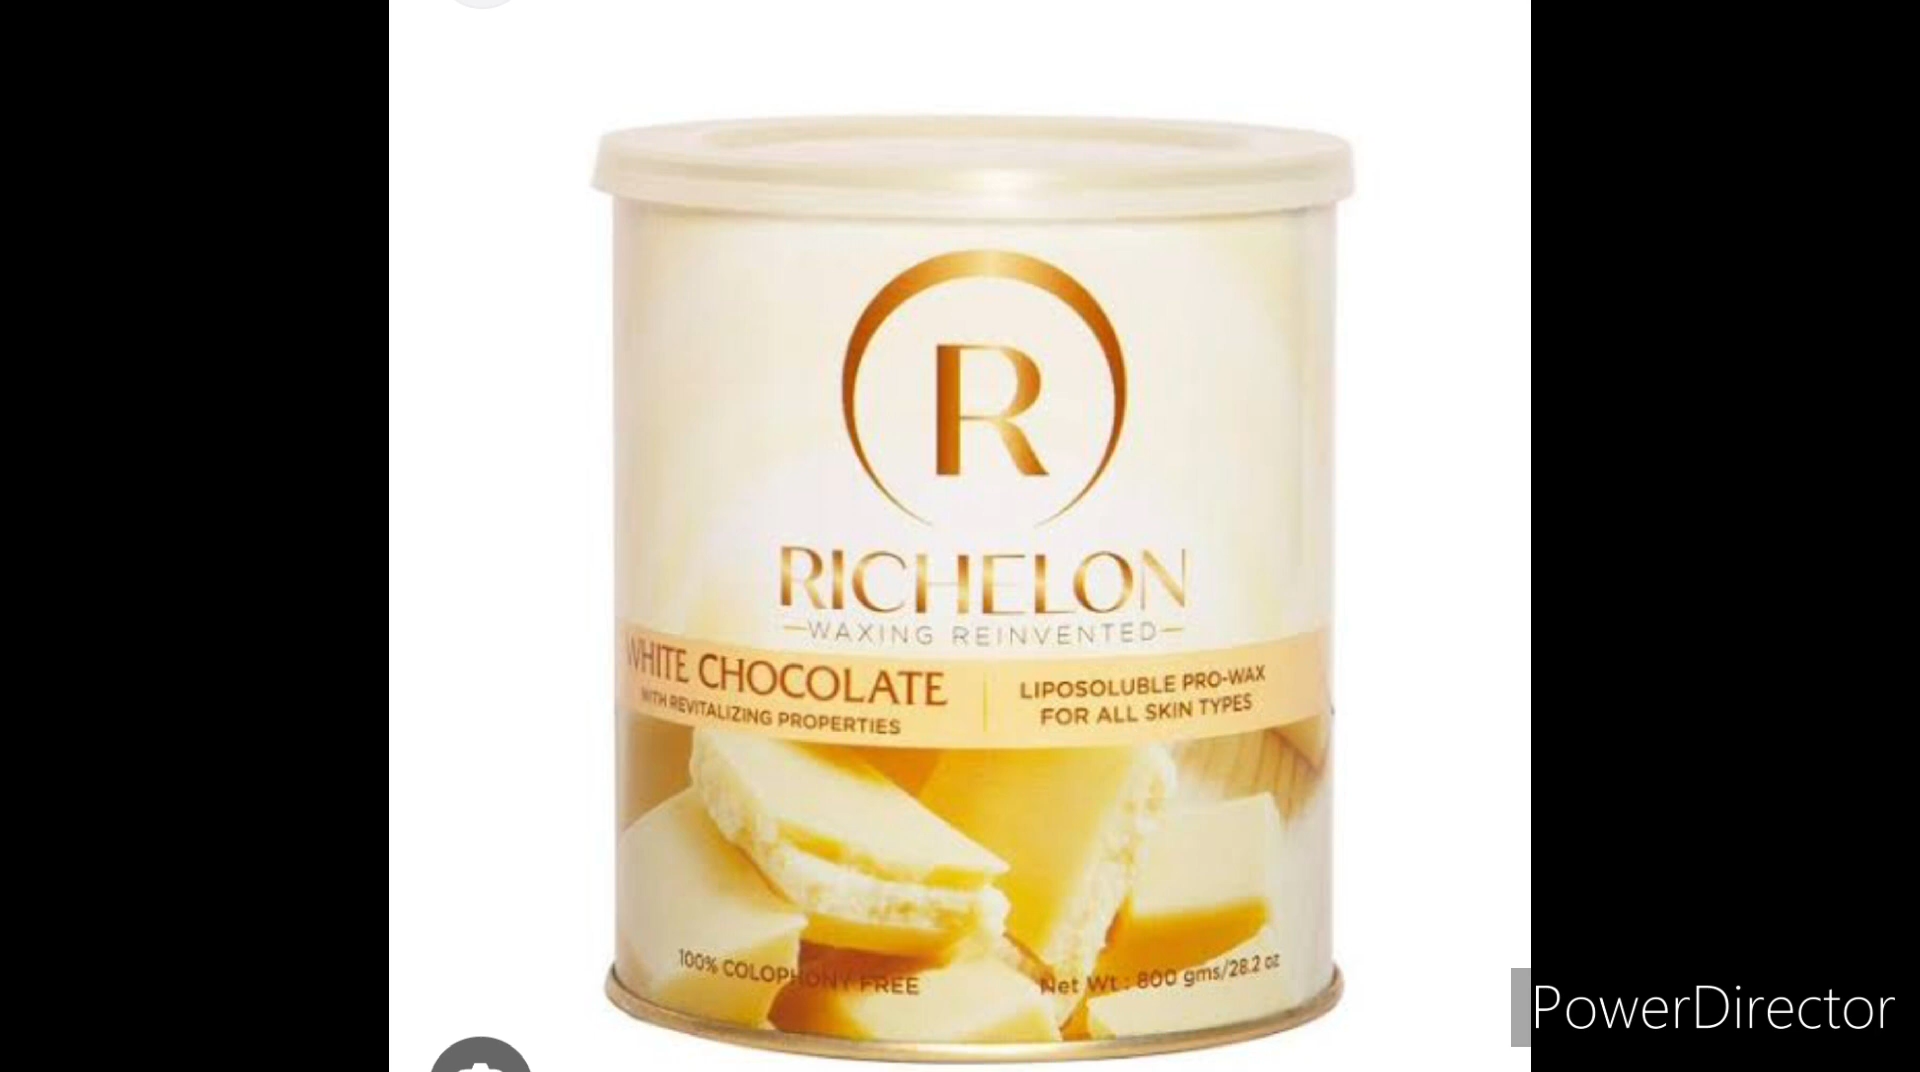 R
RICHELON
WAXING REINVENTED
WHITE CHOCOLATE
WITH REVITALIZING PROPERTIES
LIPOSOLUBLE PRO-WAX
FOR ALL SKIN TYPES
100% COLOPHONY FREE
Net Wt : 800 gms/28.2 oz
PowerDirector